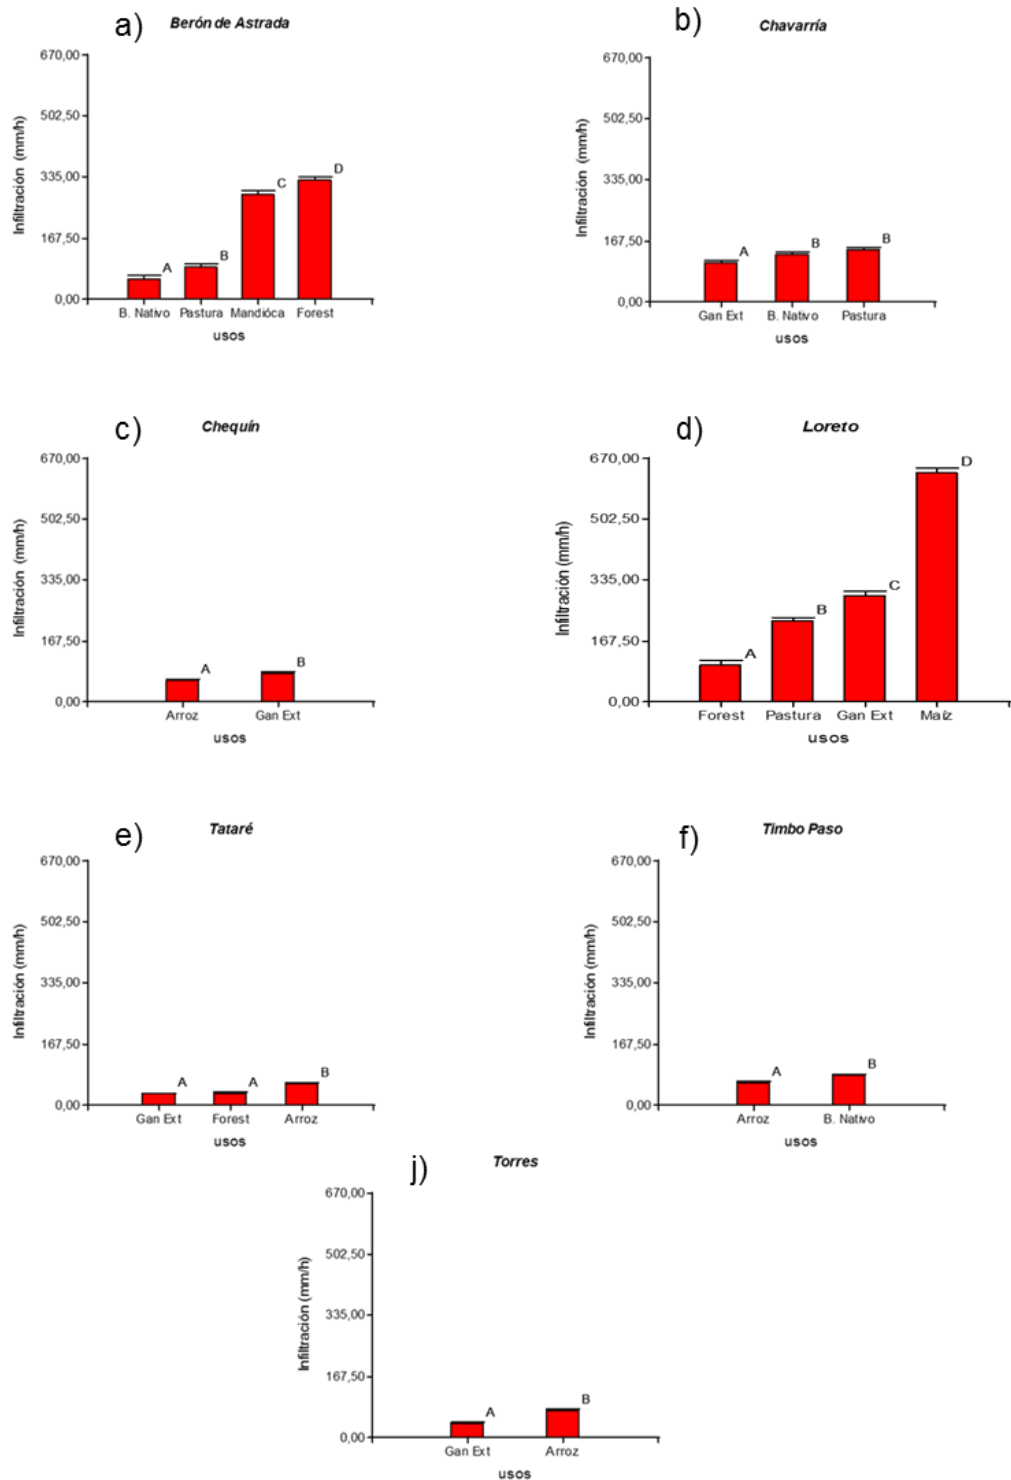 a) Berón de Astrada
670,00
502,50
335,00
167,50
0,00
Infiltración (mm/h)
A
B
C
D
B. Nativo Pastura Mandióca Forest
usos
b) Chavarría
670,00
502,50
335,00
167,50
0,00
Infiltración (mm/h)
A
B
B
Gan Ext B. Nativo Pastura
usos
c) Chequín
670,00
502,50
335,00
167,50
0,00
Infiltración (mm/h)
A
B
Arroz Gan Ext
usos
d) Loreto
670,00
502,50
335,00
167,50
0,00
Infiltración (mm/h)
A
B
C
D
Forest Pastura Gan Ext Maíz
usos
e) Tataré
670,00
502,50
335,00
167,50
0,00
Infiltración (mm/h)
A
A
B
Gan Ext Forest Arroz
usos
f) Timbo Paso
670,00
502,50
335,00
167,50
0,00
Infiltración (mm/h)
A
B
Arroz B. Nativo
usos
j) Torres
670,00
502,50
335,00
167,50
0,00
Infiltración (mm/h)
A
B
Gan Ext Arroz
usos